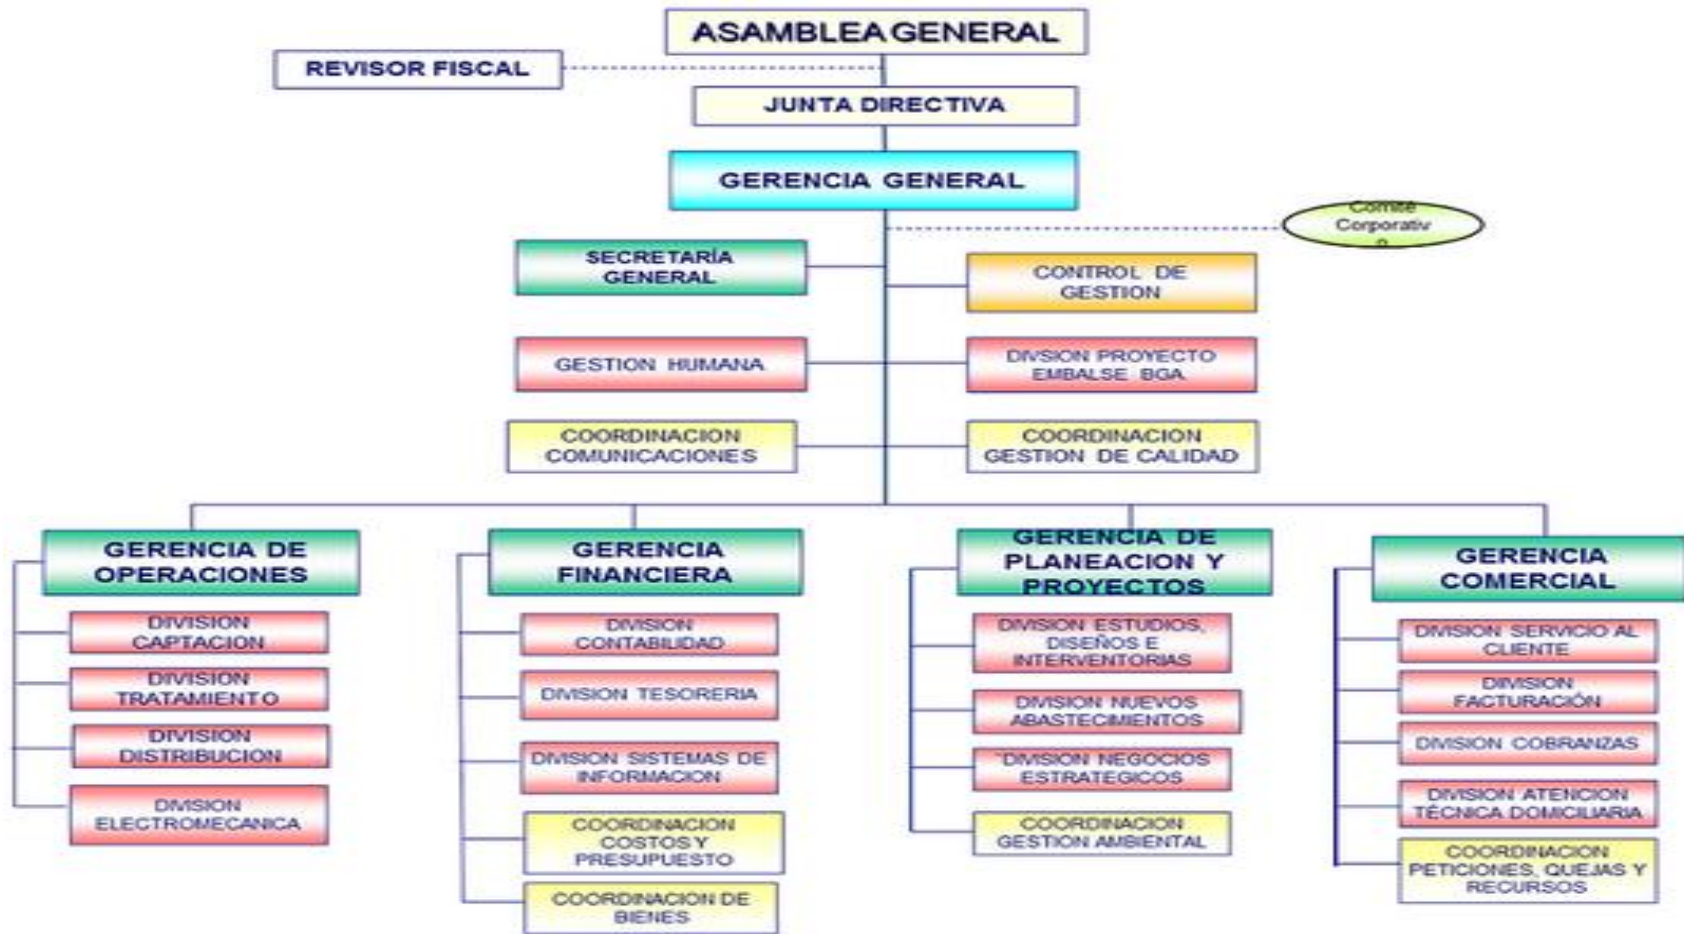 ASAMBLEA GENERAL
REVISOR FISCAL
JUNTA DIRECTIVA
GERENCIA GENERAL
Comité
Corporativ
o
SECRETARÍA
GENERAL
CONTROL DE
GESTION
GESTION HUMANA
DIVSION PROYECTO
EMBALSE BGA
COORDINACION
COMUNICACIONES
COORDINACION
GESTION DE CALIDAD
GERENCIA DE
OPERACIONES
DIVISION
CAPTACION
DIVISION
TRATAMIENTO
DIVISION
DISTRIBUCION
DIVISION
ELECTROMECANICA
GERENCIA
FINANCIERA
DIVISION
CONTABILIDAD
DIVISION TESORERIA
DIVISION SISTEMAS DE
INFORMACION
COORDINACION
COSTOS Y
PRESUPUESTO
COORDINACION DE
BIENES
GERENCIA DE
PLANEACION Y
PROYECTOS
DIVISION ESTUDIOS,
DISEÑOS E
INTERVENTORIAS
DIVISION NUEVOS
ABASTECIMIENTOS
DIVISION NEGOCIOS
ESTRATEGICOS
COORDINACION
GESTION AMBIENTAL
GERENCIA
COMERCIAL
DIVISION SERVICIO AL
CLIENTE
DIVISION
FACTURACIÓN
DIVISION COBRANZAS
DIVISION ATENCION
TÉCNICA DOMICILIARIA
COORDINACION
PETICIONES, QUEJAS Y
RECURSOS